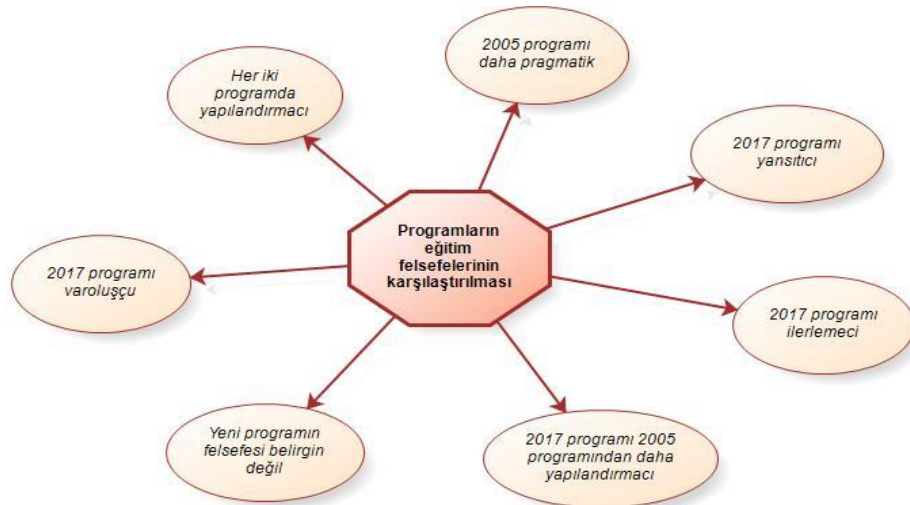 2005 programı
daha pragmatik
Her iki
programda
yapılandırmacı
2017 programı
yansıtıcı
Programların
eğitim
felsefelerinin
karşılaştırılması
2017 programı
varoluşçu
2017 programı
ilerlemeci
Yeni programın
felsefesi belirgin
değil
2017 programı 2005
programından daha
yapılandırmacı